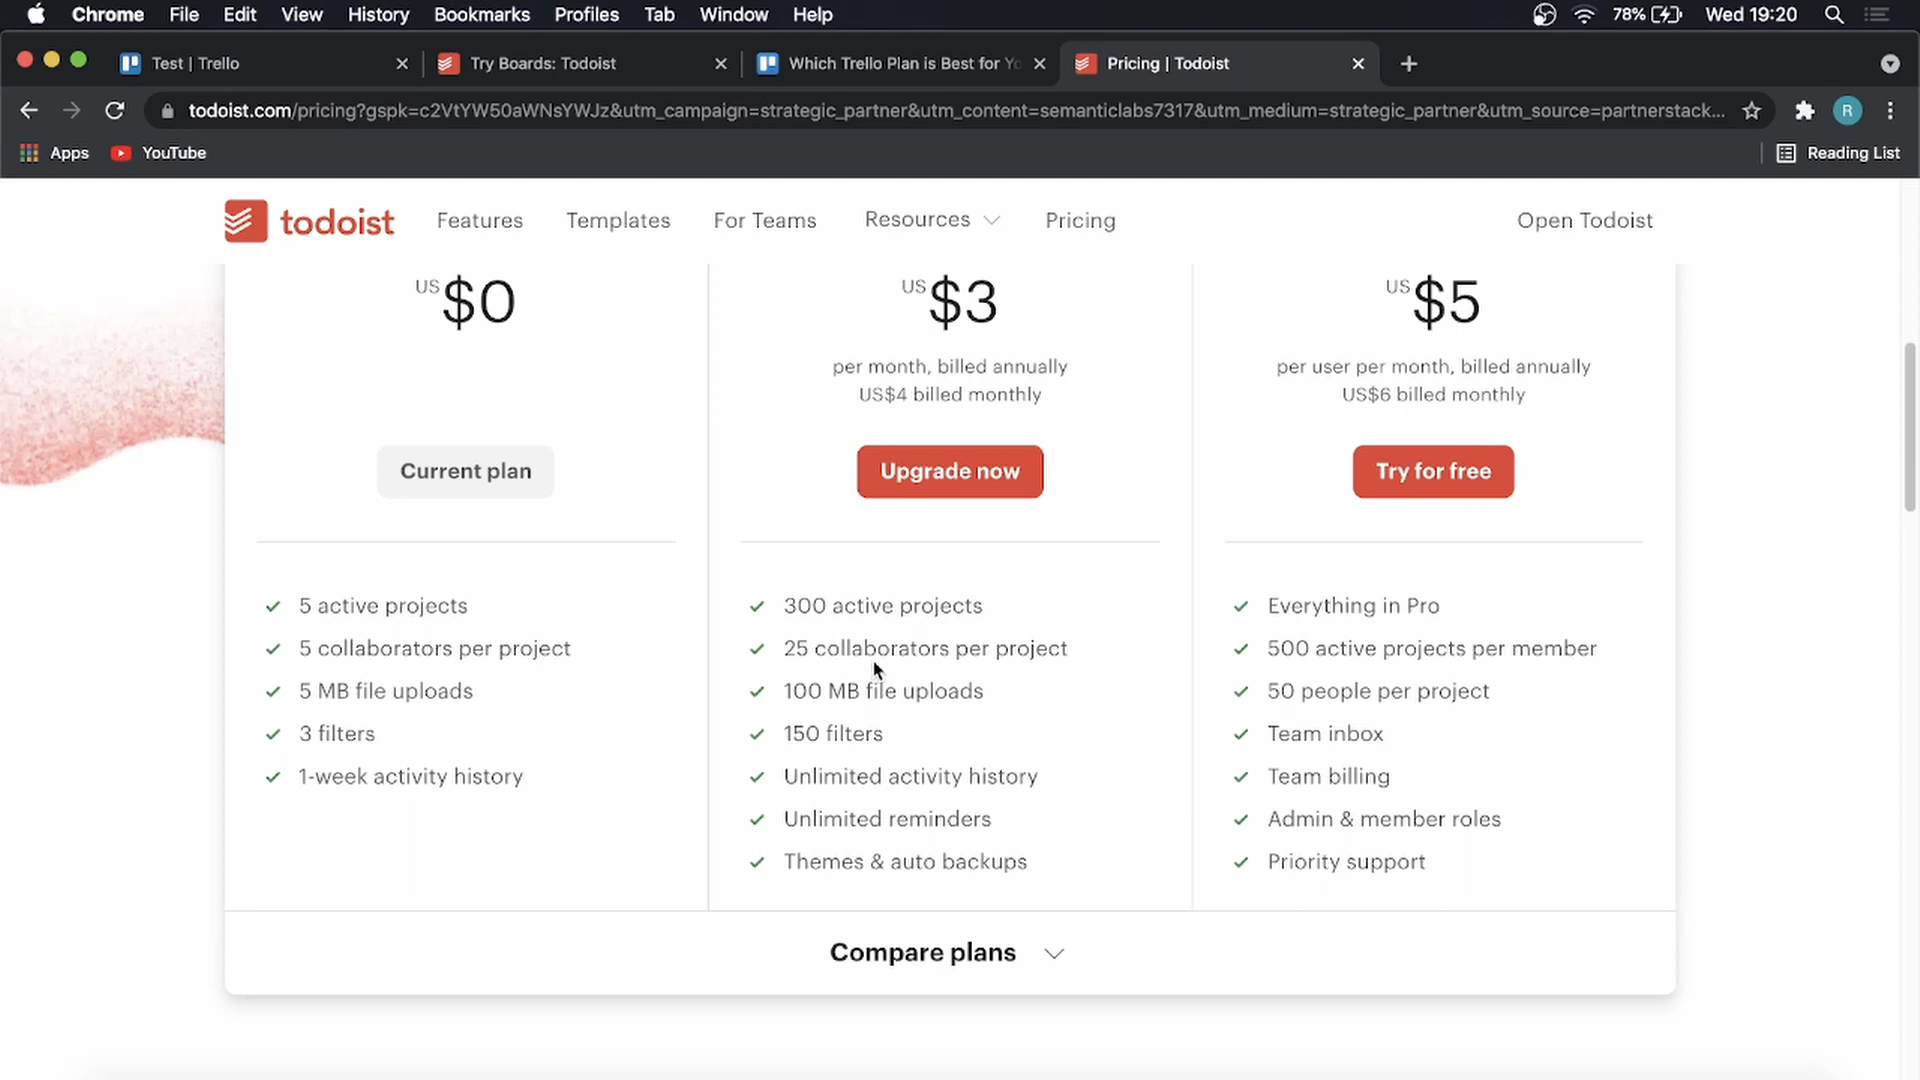 Chrome File Edit View History Bookmarks Profiles Tab Window Help 78% Wed 19:20
Test | Trello Try Boards: Todoist Which Trello Plan is Best for Yo Pricing | Todoist
todoist.com/pricing?gspk=c2VtYW50aWNsYWJz&utm_campaign=strategic_partner&utm_content=semanticlabs7317&utm_medium=strategic_partner&utm_source=partnerstack... R
Apps YouTube Reading List
todoist Features Templates For Teams Resources Pricing Open Todoist
US $0
US $3
US $5
per month, billed annually
US$4 billed monthly
per user per month, billed annually
US$6 billed monthly
Current plan
Upgrade now
Try for free
5 active projects
5 collaborators per project
5 MB file uploads
3 filters
1-week activity history
300 active projects
25 collaborators per project
100 MB file uploads
150 filters
Unlimited activity history
Unlimited reminders
Themes & auto backups
Everything in Pro
500 active projects per member
50 people per project
Team inbox
Team billing
Admin & member roles
Priority support
Compare plans